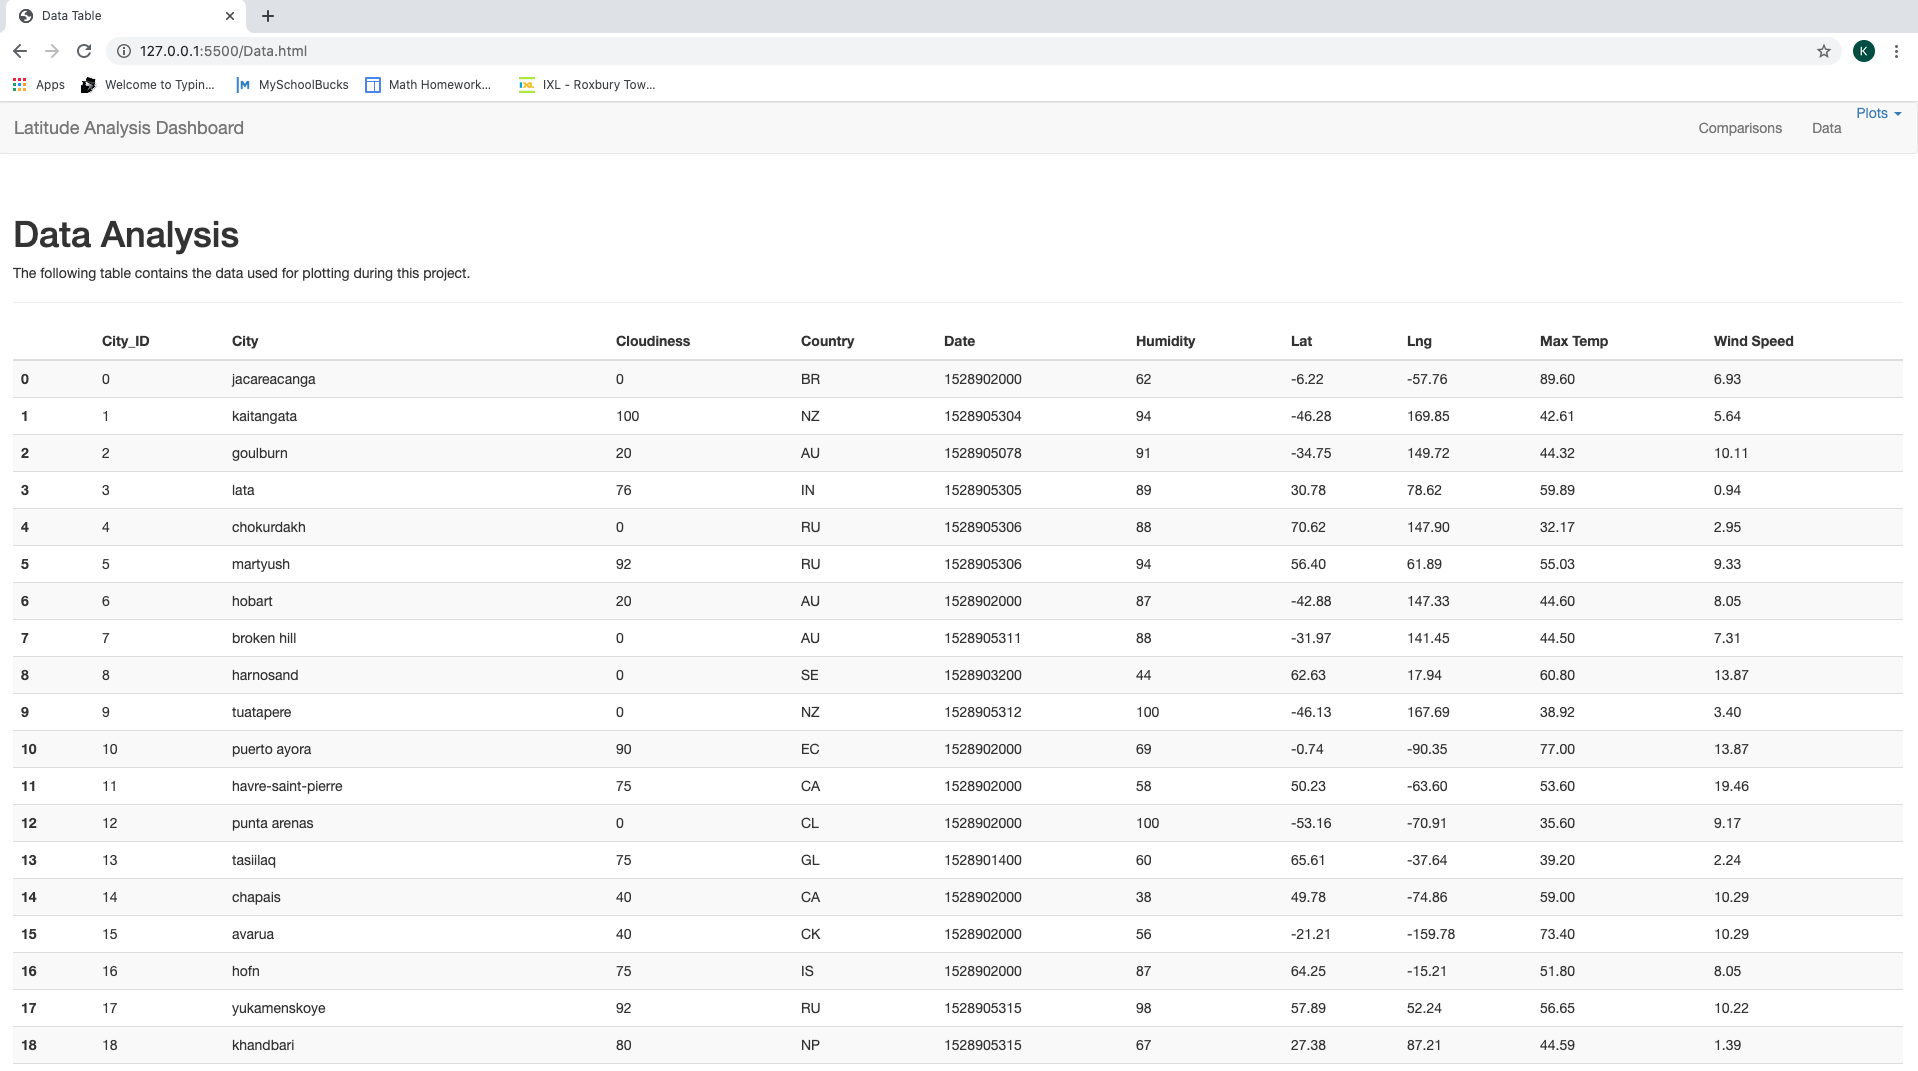 Data Table
127.0.0.1:5500/Data.html
K
Apps Welcome to Typin... MySchoolBucks Math Homework... IXL - Roxbury Tow...
Latitude Analysis Dashboard Comparisons Data Plots
Data Analysis
The following table contains the data used for plotting during this project.
City_ID City Cloudiness Country Date Humidity Lat Lng Max Temp Wind Speed
0 0 jacareacanga 0 BR 1528902000 62 -6.22 -57.76 89.60 6.93
1 1 kaitangata 100 NZ 1528905304 94 -46.28 169.85 42.61 5.64
2 2 goulburn 20 AU 1528905078 91 -34.75 149.72 44.32 10.11
3 3 lata 76 IN 1528905305 89 30.78 78.62 59.89 0.94
4 4 chokurdakh 0 RU 1528905306 88 70.62 147.90 32.17 2.95
5 5 martyush 92 RU 1528905306 94 56.40 61.89 55.03 9.33
6 6 hobart 20 AU 1528902000 87 -42.88 147.33 44.60 8.05
7 7 broken hill 0 AU 1528905311 88 -31.97 141.45 44.50 7.31
8 8 harnosand 0 SE 1528903200 44 62.63 17.94 60.80 13.87
9 9 tuatapere 0 NZ 1528905312 100 -46.13 167.69 38.92 3.40
10 10 puerto ayora 90 EC 1528902000 69 -0.74 -90.35 77.00 13.87
11 11 havre-saint-pierre 75 CA 1528902000 58 50.23 -63.60 53.60 19.46
12 12 punta arenas 0 CL 1528902000 100 -53.16 -70.91 35.60 9.17
13 13 tasiilaq 75 GL 1528901400 60 65.61 -37.64 39.20 2.24
14 14 chapais 40 CA 1528902000 38 49.78 -74.86 59.00 10.29
15 15 avarua 40 CK 1528902000 56 -21.21 -159.78 73.40 10.29
16 16 hofn 75 IS 1528902000 87 64.25 -15.21 51.80 8.05
17 17 yukamenskoye 92 RU 1528905315 98 57.89 52.24 56.65 10.22
18 18 khandbari 80 NP 1528905315 67 27.38 87.21 44.59 1.39